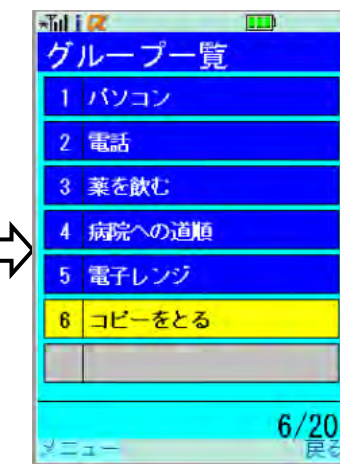 i
グループ一覧
1 パソコン
2 電話
3 薬を飲む
4 病院への道順
5 電子レンジ
6 コピーをとる
6/20
メニュー 戻る